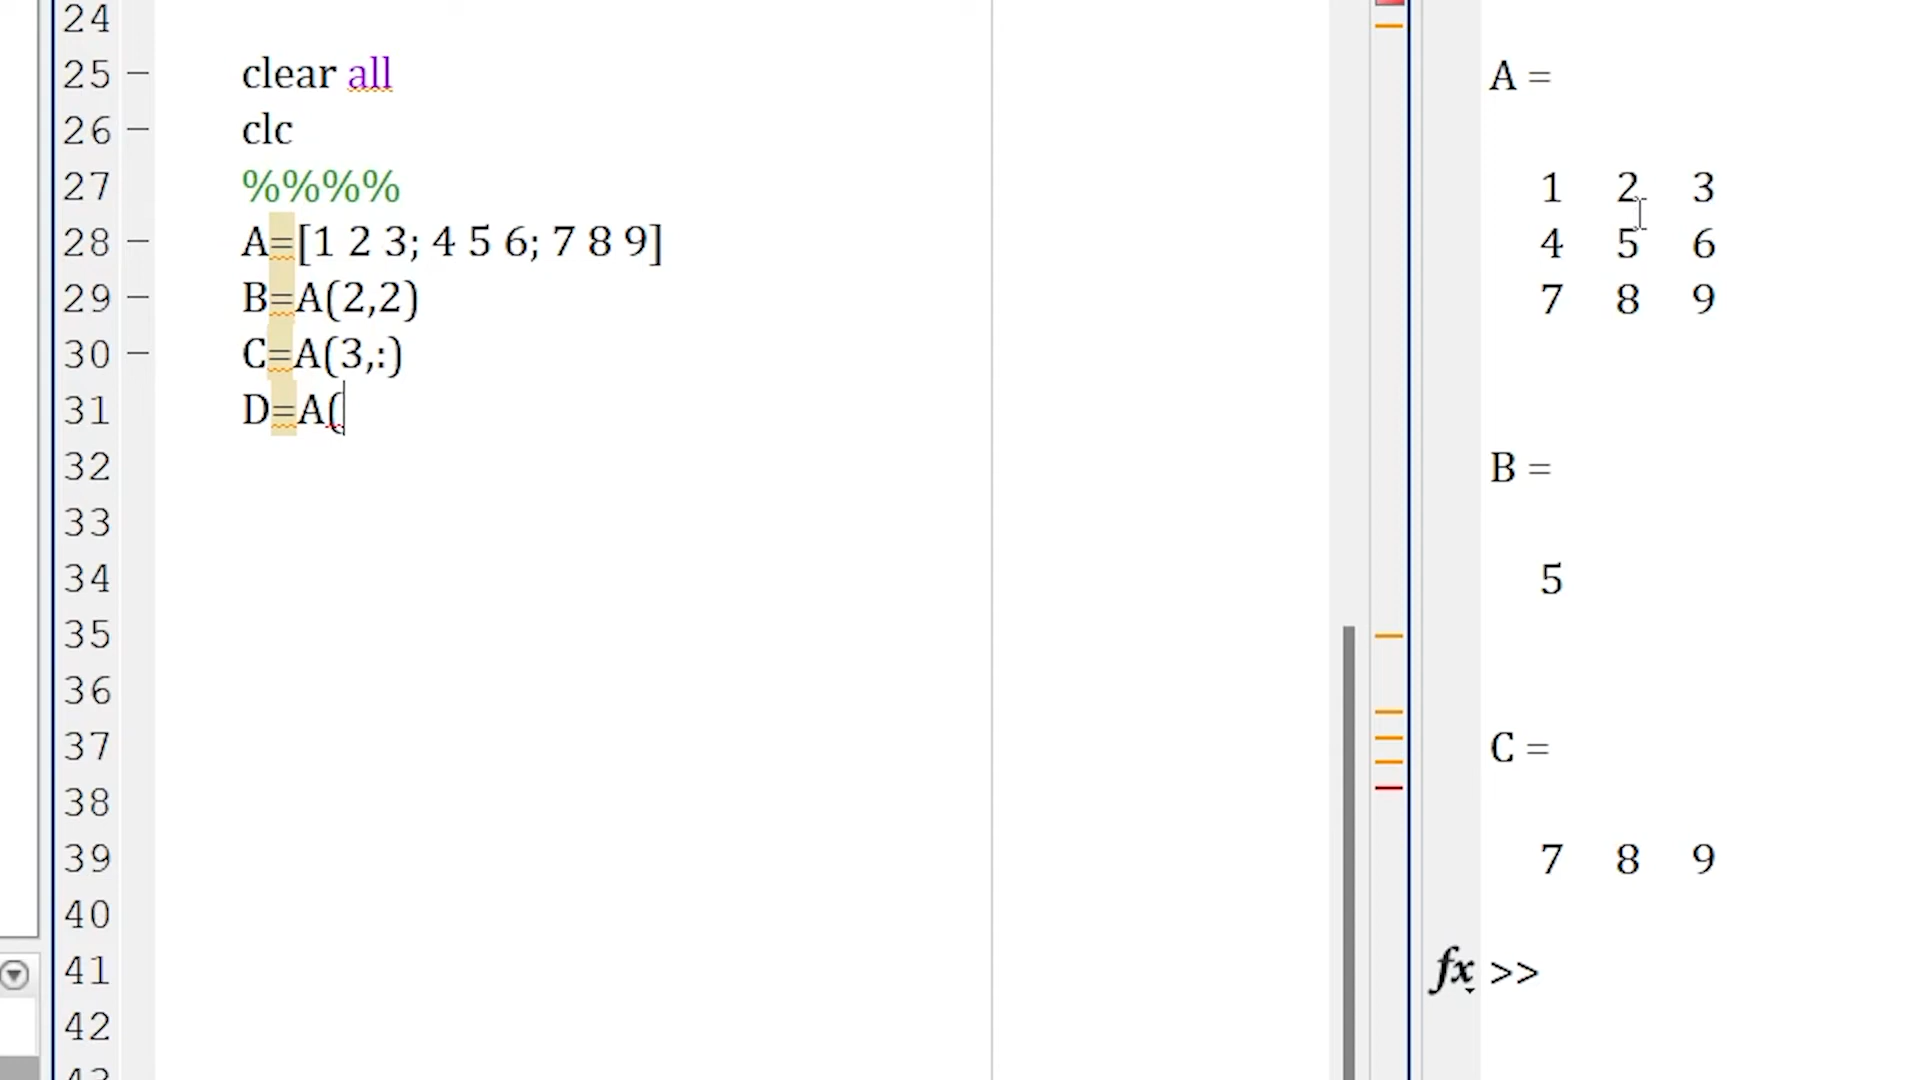 24
25 – clear all
26 – clc
27 %%%%
28 – A=[1 2 3; 4 5 6; 7 8 9]
29 – B=A(2,2)
30 – C=A(3,:)
31 D=A(
32
33
34
35
36
37
38
39
40
41
42
43
A =
1 2 3
4 5 6
7 8 9
B =
5
C =
7 8 9
fx >>